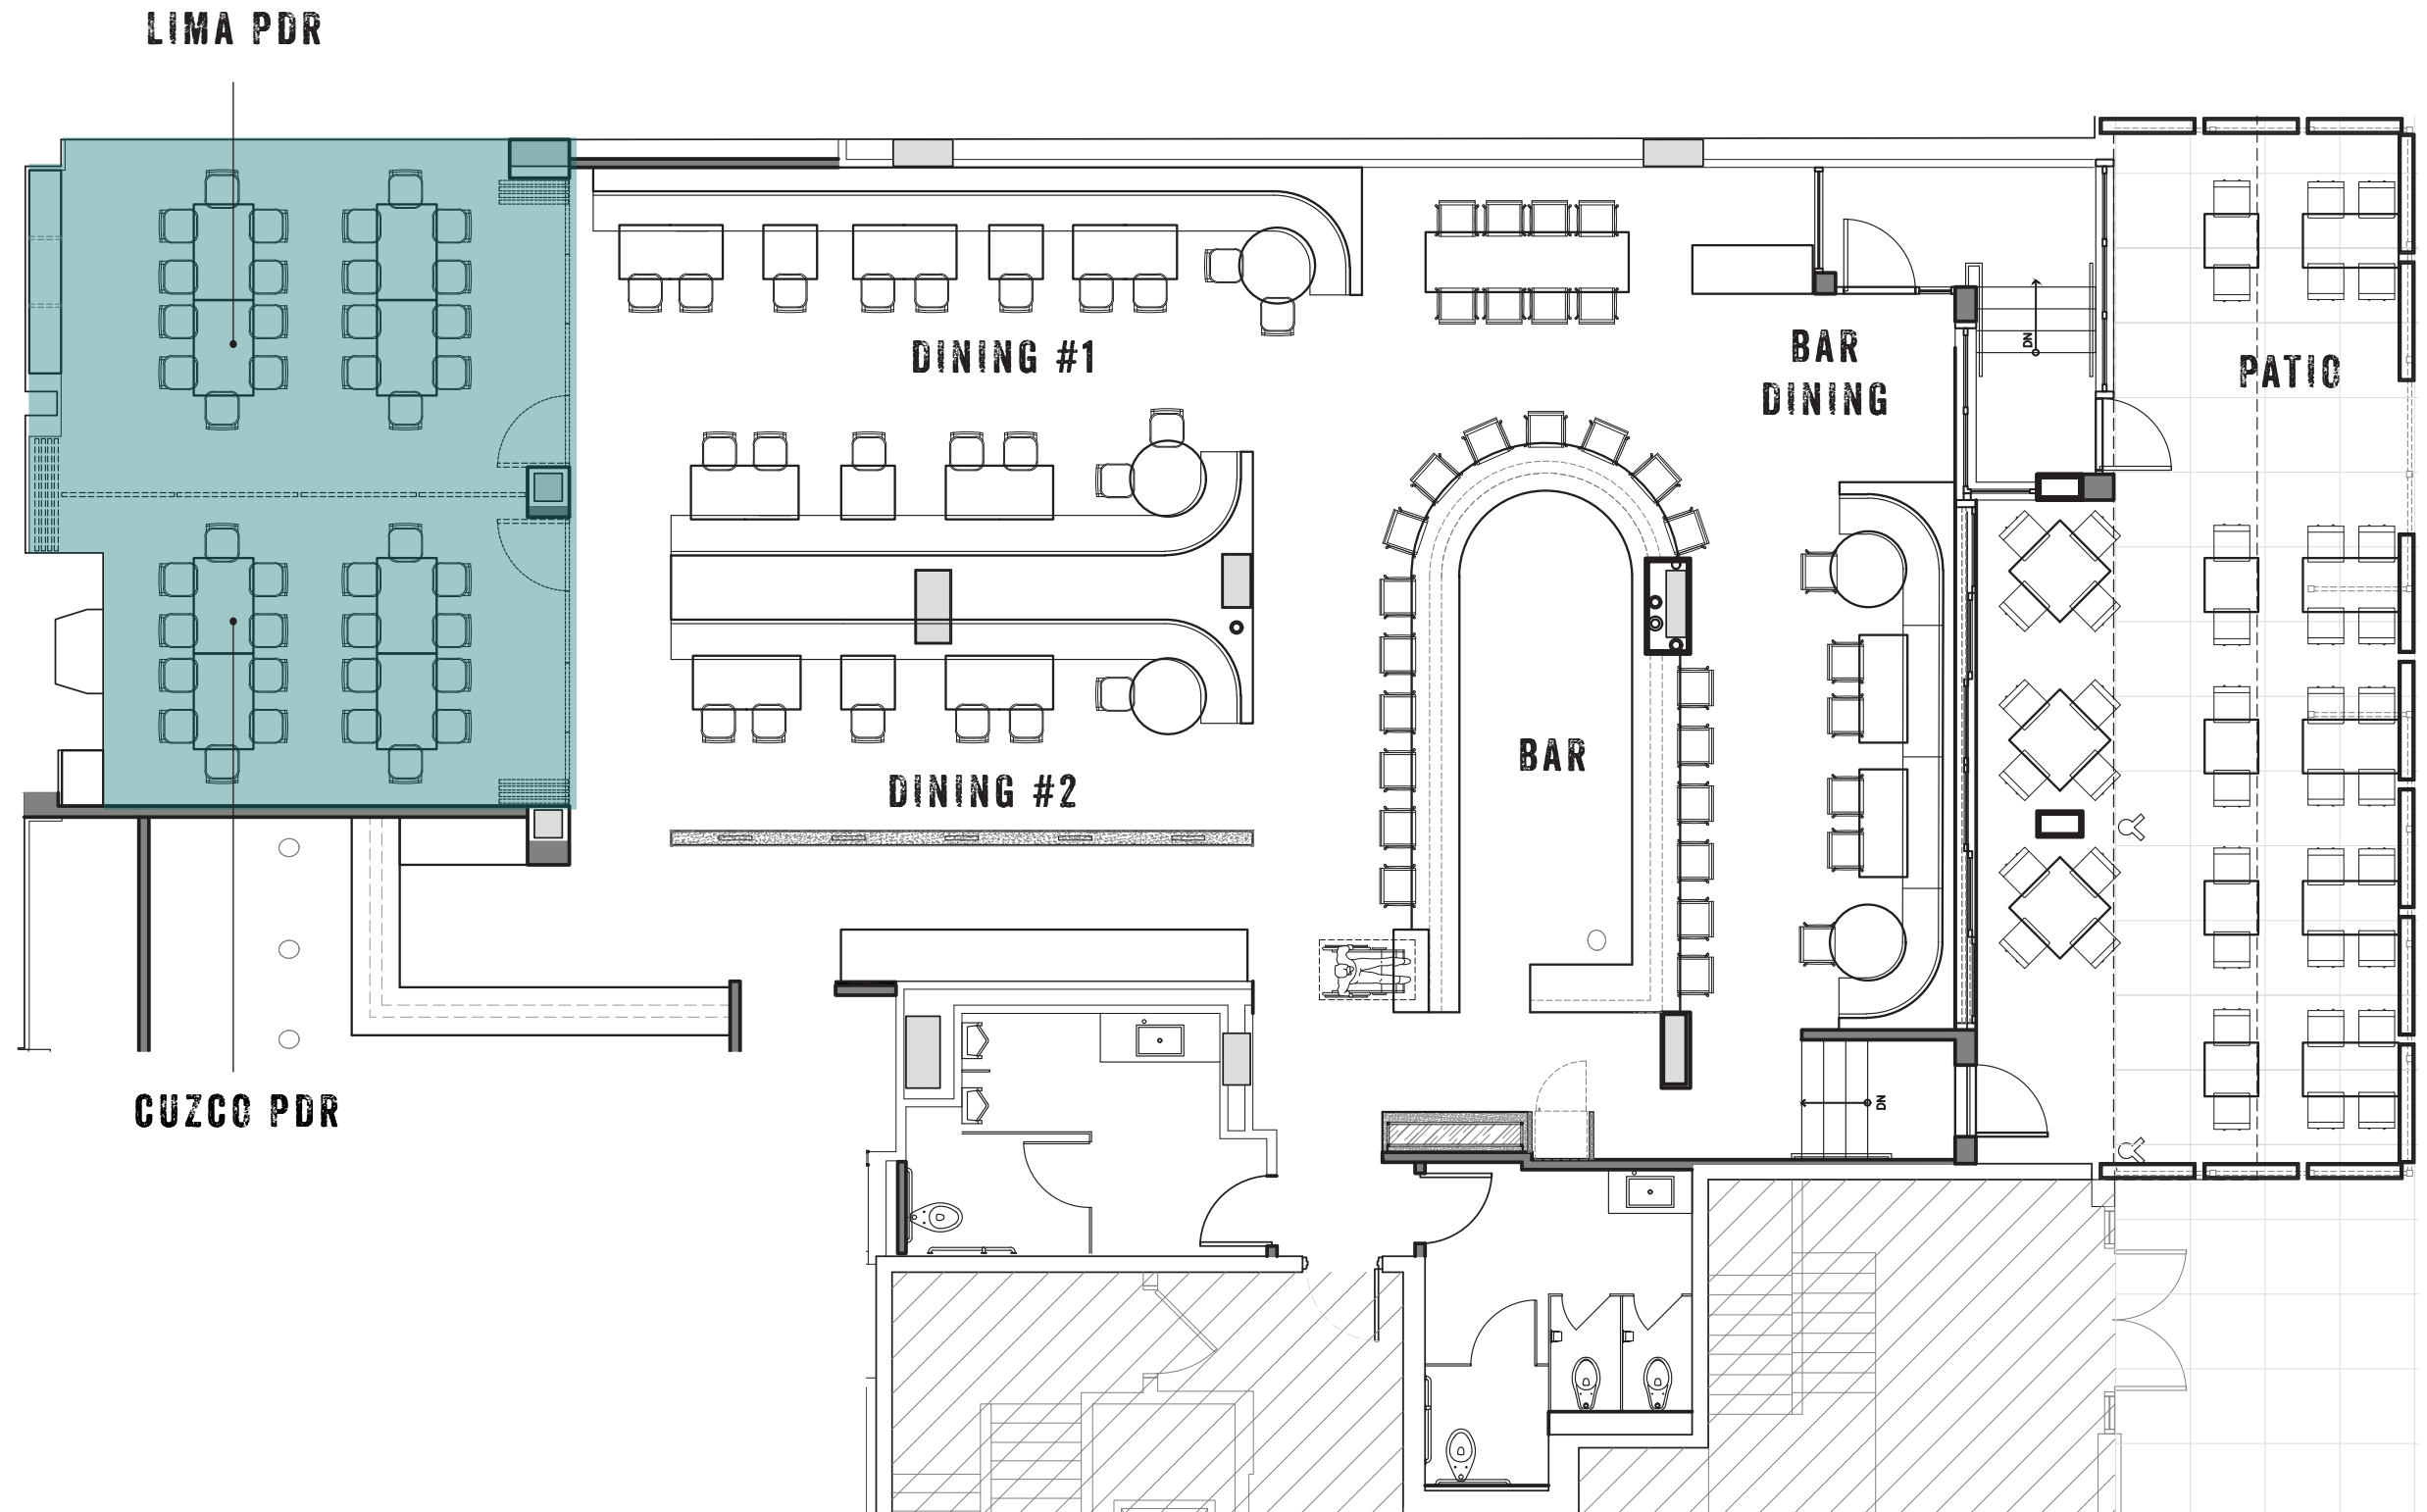 LIMA PDR
DINING #1
BAR
DINING
DN
PATIO
BAR
DINING #2
CUZCO PDR
DN